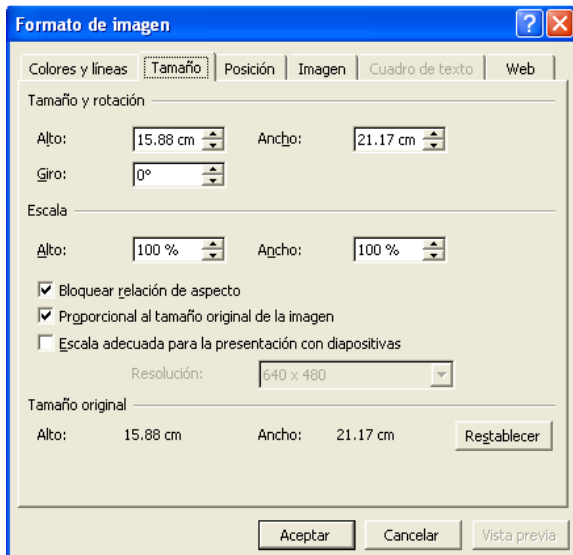 Formato de imagen
Colores y líneas Tamaño Posición Imagen Cuadro de texto Web
Tamaño y rotación
Alto: 15.88 cm Ancho: 21.17 cm
Giro: 0°
Escala
Alto: 100 % Ancho: 100 %
Bloquear relación de aspecto
Proporcional al tamaño original de la imagen
Escala adecuada para la presentación con diapositivas
Resolución: 640 x 480
Tamaño original
Alto: 15.88 cm Ancho: 21.17 cm Restablecer
Aceptar Cancelar Vista previa